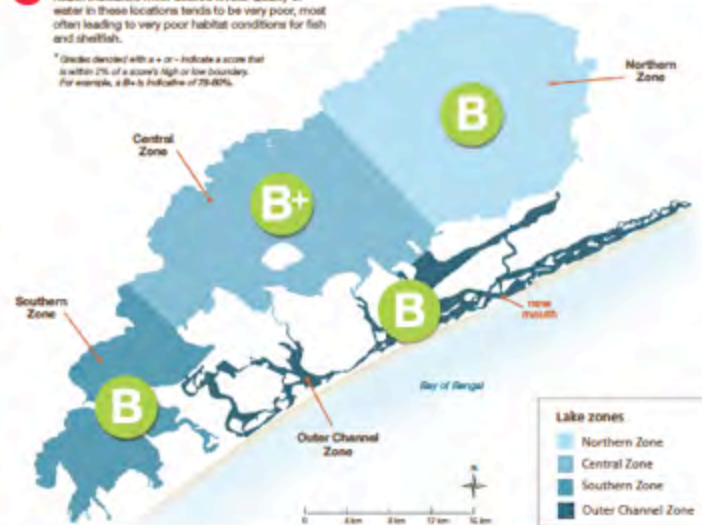 water in these locations tends to be very poor, most
often leading to very poor habitat conditions for fish
and shellfish.
* Grades denoted with a + or - indicate a score that
is within 2% of a score's high or low boundary.
For example, a B+ is indicative of 78-80%.
Northern
Zone
B
Central
Zone
B+
Southern
Zone
B
new
mouth
B
Bay of Bengal
Outer Channel
Zone
Lake zones
Northern Zone
Central Zone
Southern Zone
Outer Channel Zone
N
0 4 km 8 km 12 km 16 km